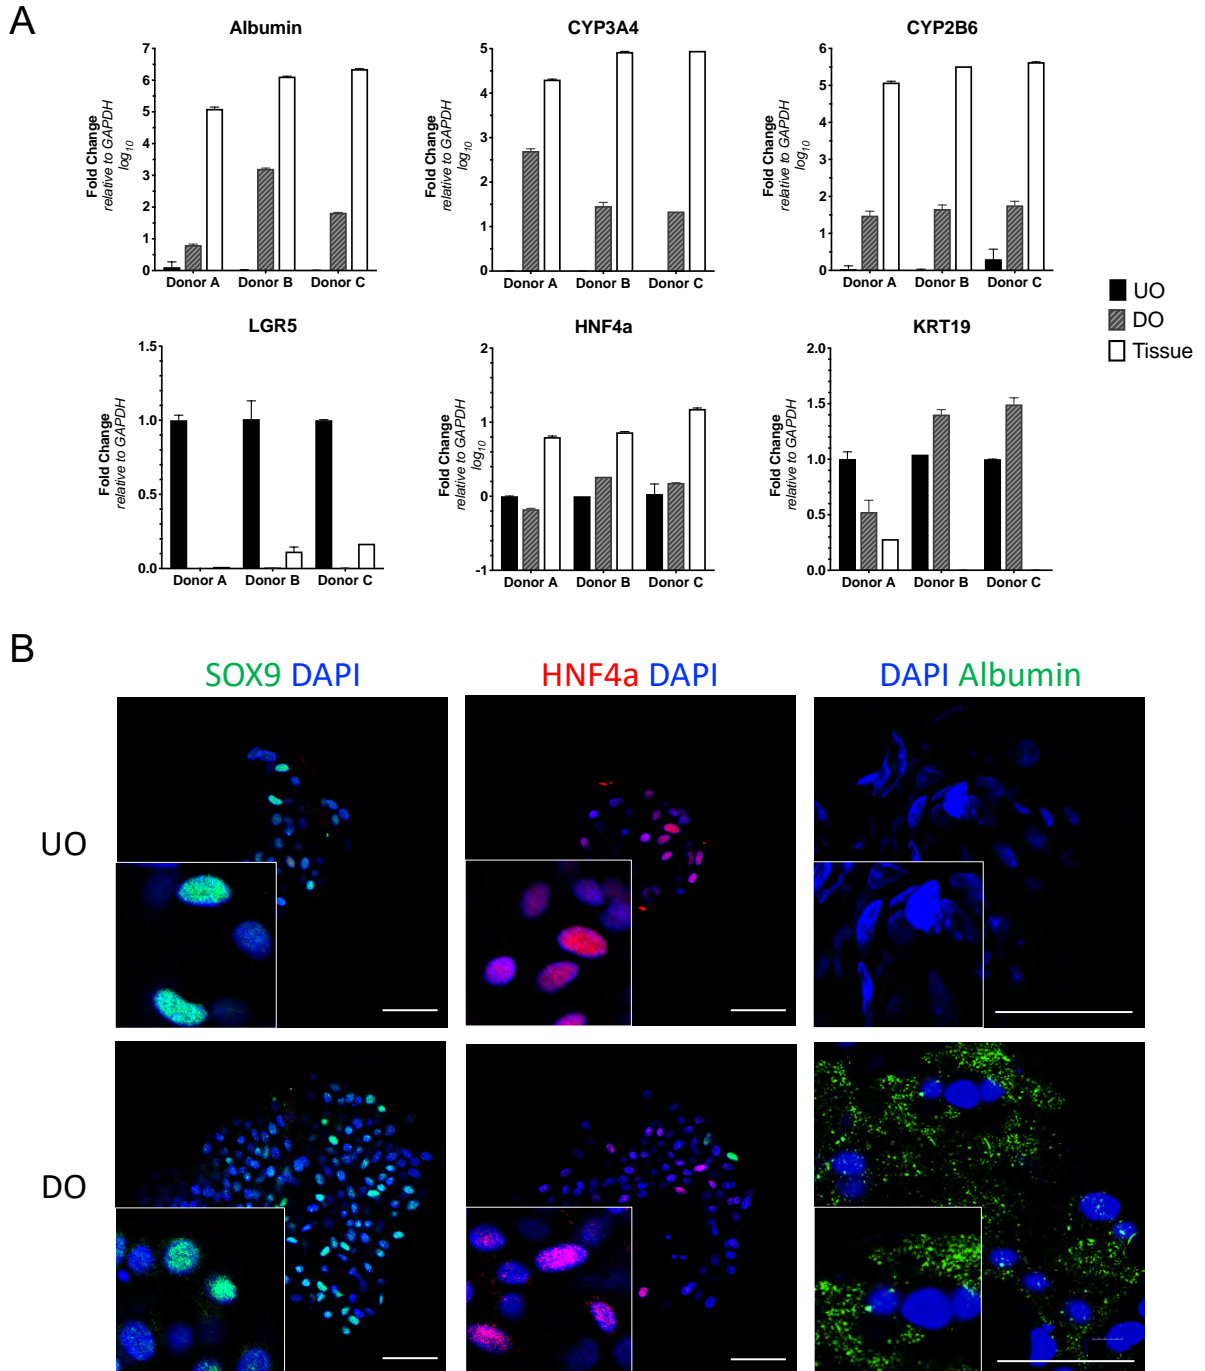 A
Albumin
Fold Change
relative to GAPDH
log10
7
6
5
4
3
2
1
0
Donor A Donor B Donor C
CYP3A4
Fold Change
relative to GAPDH
log10
5
4
3
2
1
0
Donor A Donor B Donor C
CYP2B6
Fold Change
relative to GAPDH
log10
6
5
4
3
2
1
0
Donor A Donor B Donor C
UO
DO
Tissue
LGR5
Fold Change
relative to GAPDH
1.5
1.0
0.5
0.0
Donor A Donor B Donor C
HNF4a
Fold Change
relative to GAPDH
log10
2
1
0
-1
Donor A Donor B Donor C
KRT19
Fold Change
relative to GAPDH
2.0
1.5
1.0
0.5
0.0
Donor A Donor B Donor C
B
SOX9 DAPI
HNF4a DAPI
DAPI Albumin
UO
DO